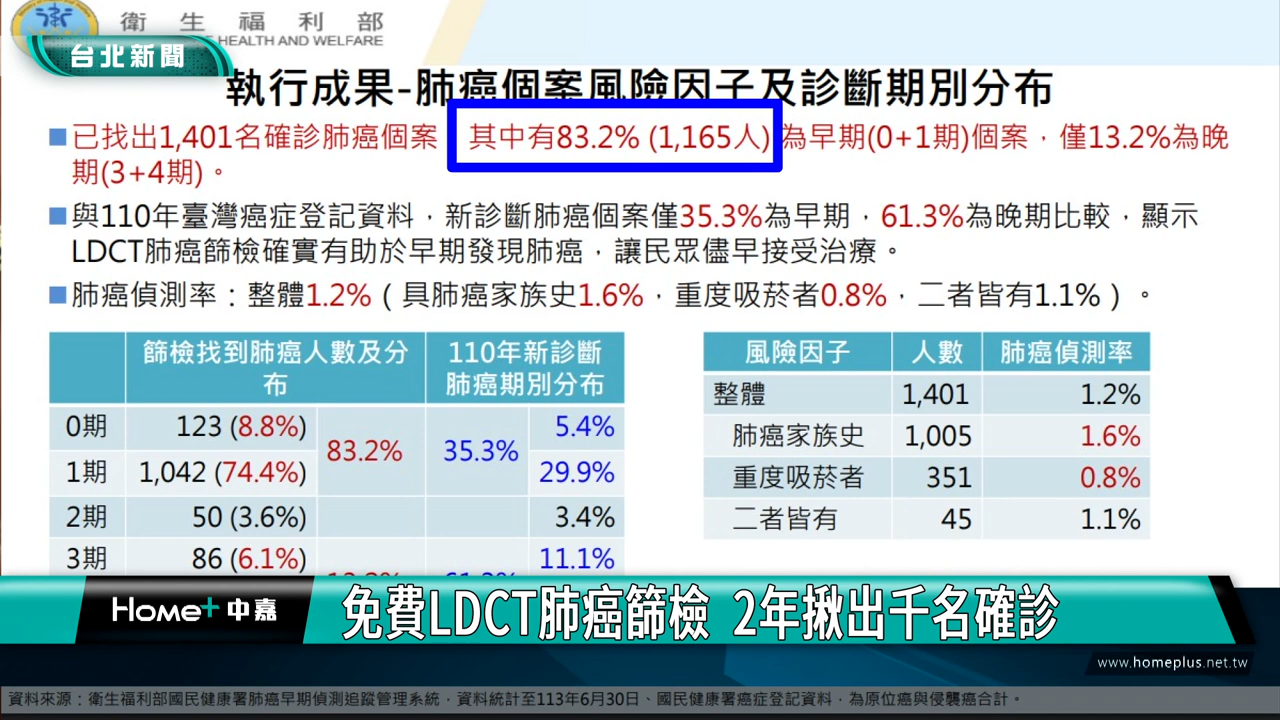 衛生福利部
HEALTH AND WELFARE
台北新聞
執行成果-肺癌個案風險因子及診斷期別分布
已找出1,401名確診肺癌個案 其中有83.2% (1,165人) 為早期(0+1期)個案，僅13.2%為晚
期(3+4期)。
與110年臺灣癌症登記資料，新診斷肺癌個案僅35.3%為早期，61.3%為晚期比較，顯示
LDCT肺癌篩檢確實有助於早期發現肺癌，讓民眾儘早接受治療。
肺癌偵測率：整體1.2%（具肺癌家族史1.6%，重度吸菸者0.8%，二者皆有1.1%）。
篩檢找到肺癌人數及分
布
110年新診斷
肺癌期別分布
0期 123 (8.8%) 83.2% 35.3% 5.4%
1期 1,042 (74.4%) 29.9%
2期 50 (3.6%) 3.4%
3期 86 (6.1%) 11.1%
風險因子 人數 肺癌偵測率
整體 1,401 1.2%
肺癌家族史 1,005 1.6%
重度吸菸者 351 0.8%
二者皆有 45 1.1%
Home+中嘉
免費LDCT肺癌篩檢 2年揪出千名確診
www.homeplus.net.tw
資料來源：衛生福利部國民健康署肺癌早期偵測追蹤管理系統，資料統計至113年6月30日、國民健康署癌症登記資料，為原位癌與侵襲癌合計。